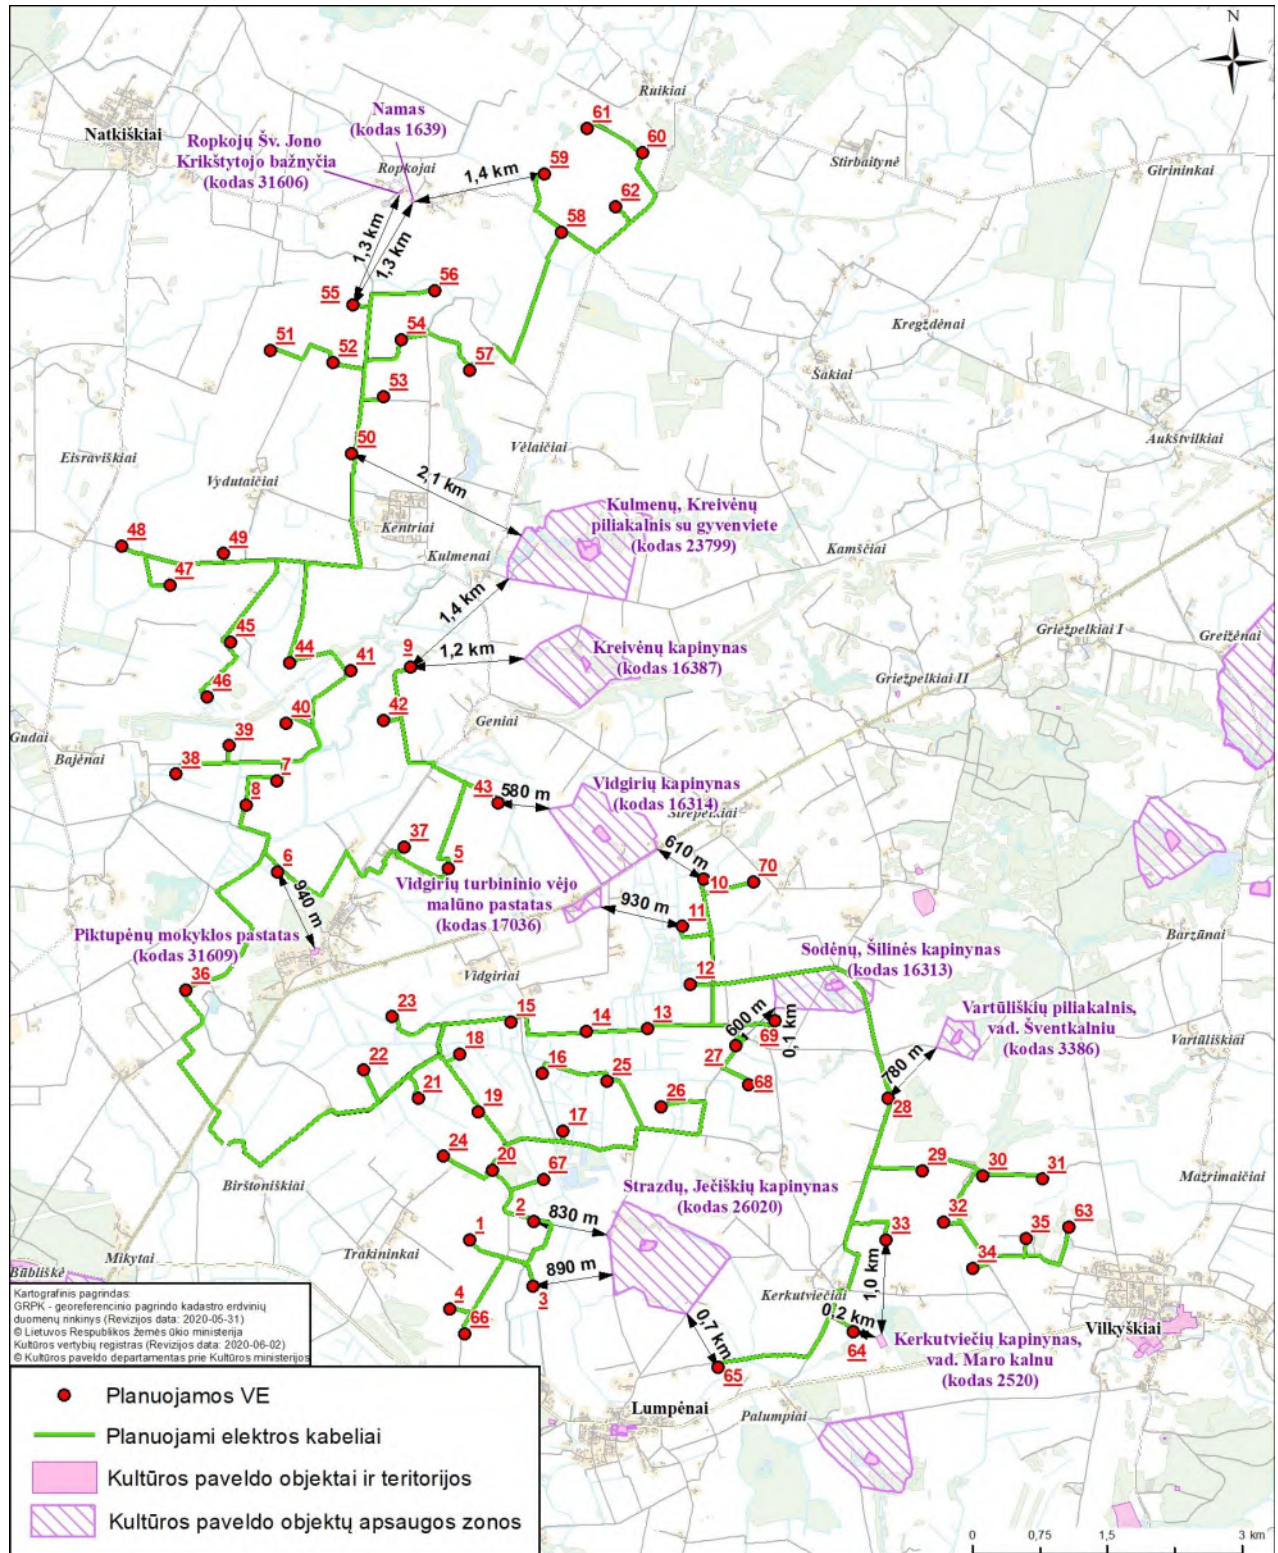 N
Ruikiai
61
60
Natkiškiai
Namas
(kodas 1639)
Ropkojų Šv. Jono
Krikštytojo bažnyčia
(kodas 31606)
Ropkojai
59
1,4 km
Stirbaitynė
Girininkai
62
58
1,3 km
1,3 km
56
55
54
51
52
57
53
Kregždėnai
Šakiai
50
Vėlaičiai
Aukštvilkiai
Eisraviškiai
Vydutaičiai
2,1 km
Kentriai
Kulmenų, Kreivėnų
piliakalnis su gyvenviete
(kodas 23799)
48
49
Kulmenai
Kamščiai
47
1,4 km
45
44
41
9
1,2 km
Kreivėnų kapinynas
(kodas 16387)
Griežpelkiai I
Greižėnai
46
Griežpelkiai II
40
42
Geniai
39
Gudai
Bajėnai
38
7
8
43
580 m
Vidgirių kapinynas
(kodas 16314)
37
5
610 m
6
10
70
940 m
Vidgirių turbininio vėjo
malūno pastatas
(kodas 17036)
930 m
11
Piktupėnų mokyklos pastatas
(kodas 31609)
Barzūnai
36
Vidgiriai
12
Sodėnų, Šilinės kapinynas
(kodas 16313)
23
15
14
13
600 m
69
0,1 km
Vartūliškių piliakalnis,
vad. Šventkalniu
(kodas 3386)
Vartūliškiai
22
18
27
16
25
68
780 m
21
19
26
28
17
24
20
67
29
30
31
Mažrimaičiai
Birštoniškiai
Strazdų, Ječiškių kapinynas
(kodas 26020)
2
830 m
32
63
1
33
35
Trakininkai
34
Mikytai
890 m
3
1,0 km
Būbliškė
4
66
Kerkutviečiai
0,2 km
0,7 km
64
Vilkyškiai
Kerkutviečių kapinynas,
vad. Maro kalnu
(kodas 2520)
65
Lumpėnai
Palumpiai
Kartografinis pagrindas:
GRPK - georeferencinio pagrindo kadastro erdvinių
duomenų rinkinys (Revizijos data: 2020-05-31)
© Lietuvos Respublikos žemės ūkio ministerija
Kultūros vertybių registras (Revizijos data: 2020-06-02)
© Kultūros paveldo departamentas prie Kultūros ministerijos
Planuojamos VE
Planuojami elektros kabeliai
Kultūros paveldo objektai ir teritorijos
Kultūros paveldo objektų apsaugos zonos
0 0,75 1,5 3 km